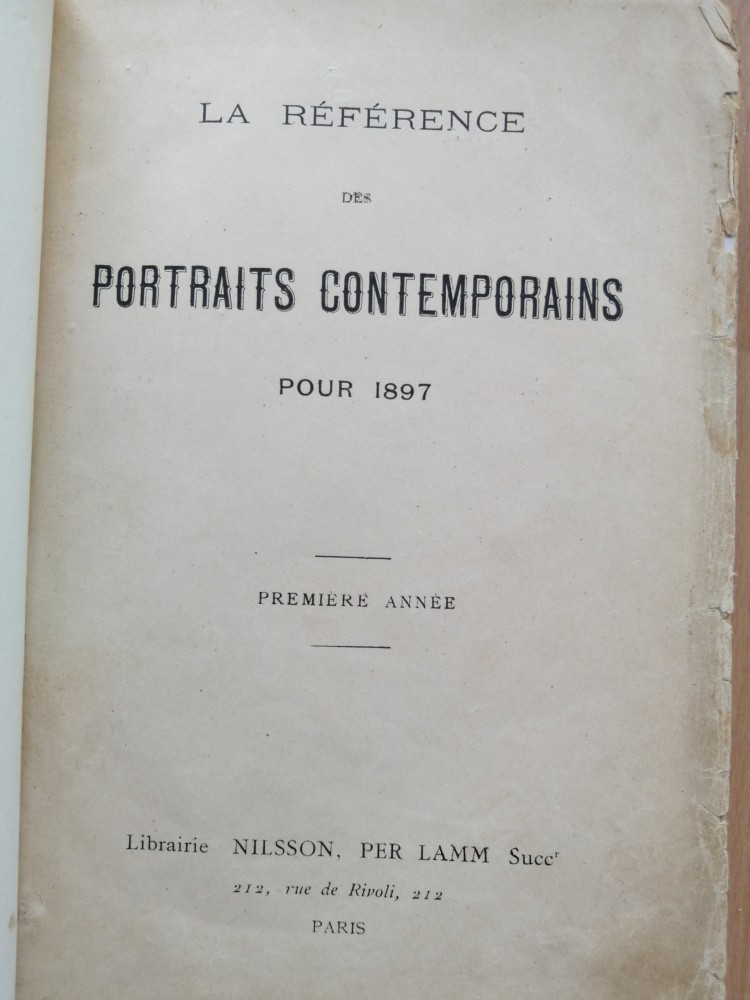 LA RÉFÉRENCE
DES
PORTRAITS CONTEMPORAINS
POUR 1897
PREMIÈRE ANNÉE
Librairie NILSSON, PER LAMM Succʳ
212, rue de Rivoli, 212
PARIS